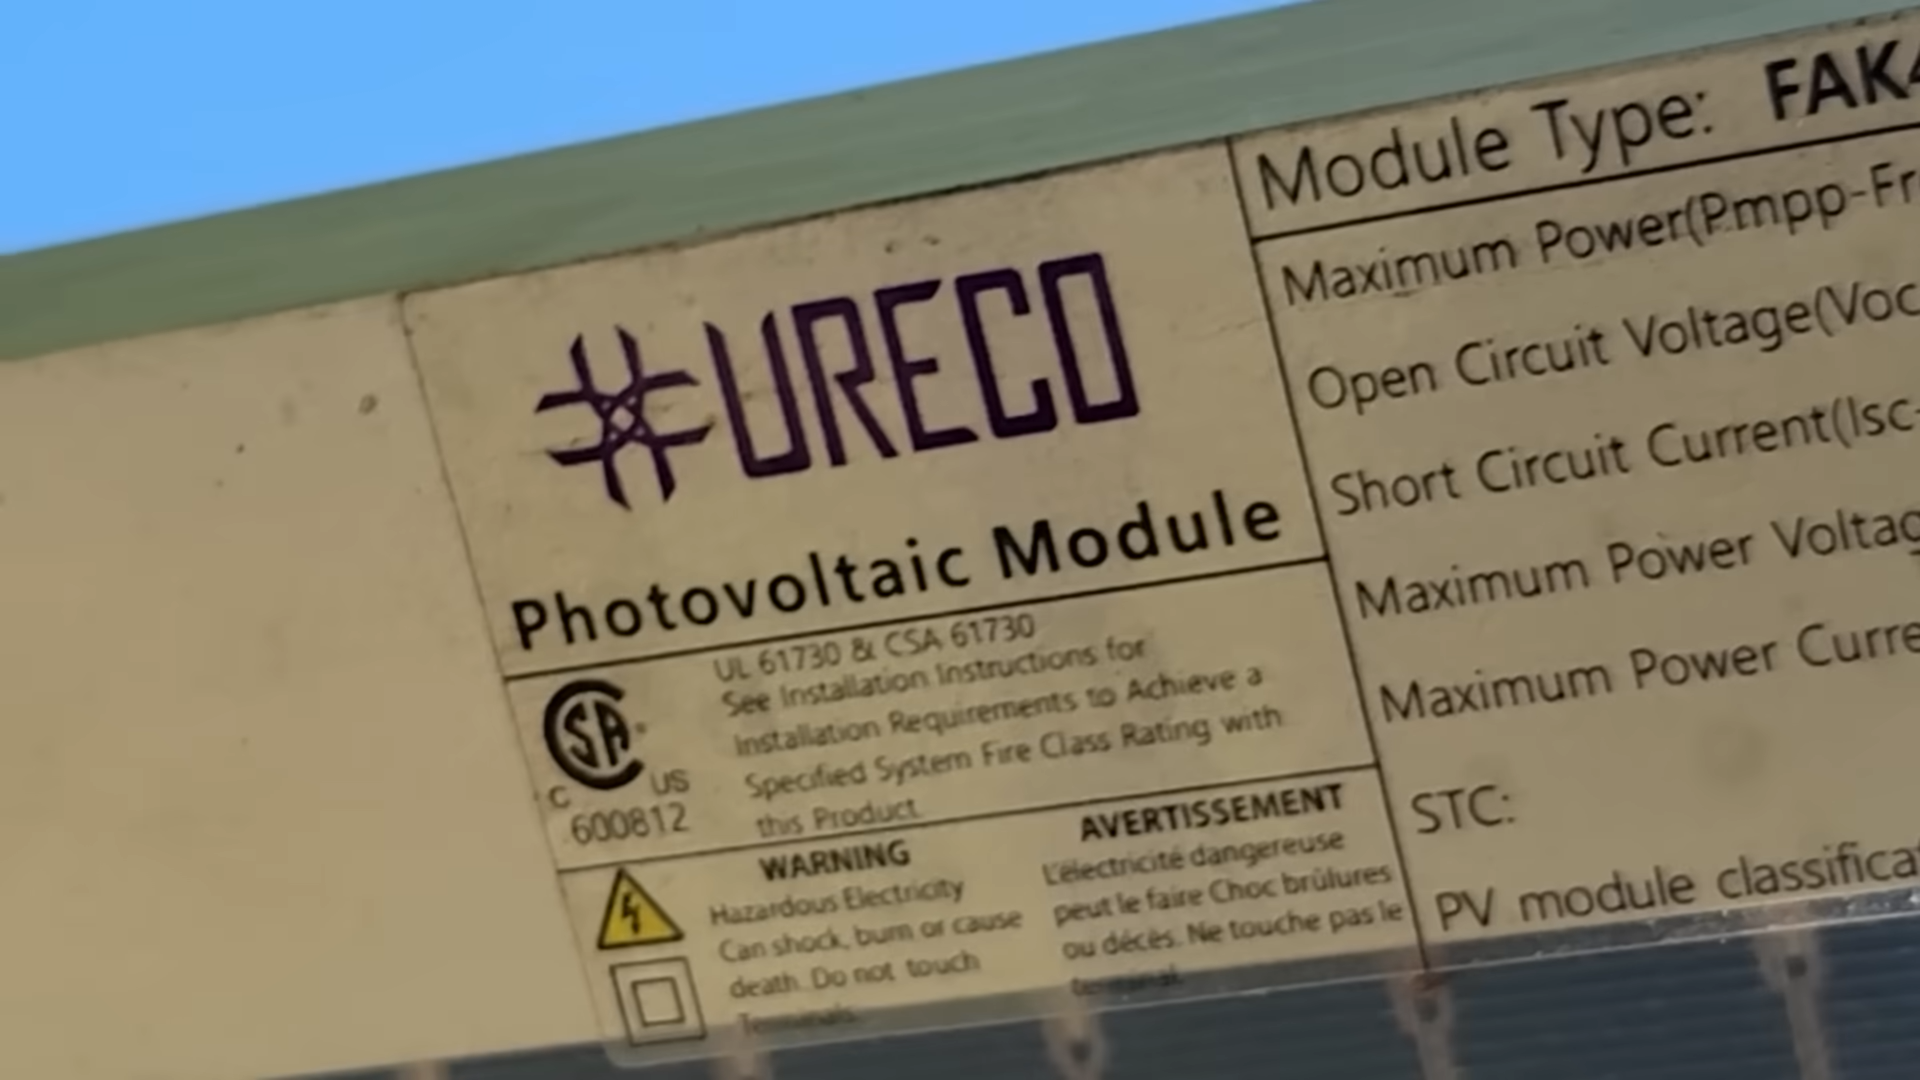 URECO
Photovoltaic Module
UL 61730 & CSA 61730
See Installation Instructions for
Installation Requirements to Achieve a
Specified System Fire Class Rating with
this Product
CSA
C US
600812
WARNING
Hazardous Electricity
Can shock, burn or cause
death. Do not touch
Terminals.
AVERTISSEMENT
L'électricité dangereuse
peut le faire Choc brûlures
ou décès. Ne touche pas le
terminal.
Module Type: FAK4
Maximum Power(Pmpp-Fr
Open Circuit Voltage(Voc
Short Circuit Current(Isc-
Maximum Power Voltag
Maximum Power Curre
STC:
PV module classifica